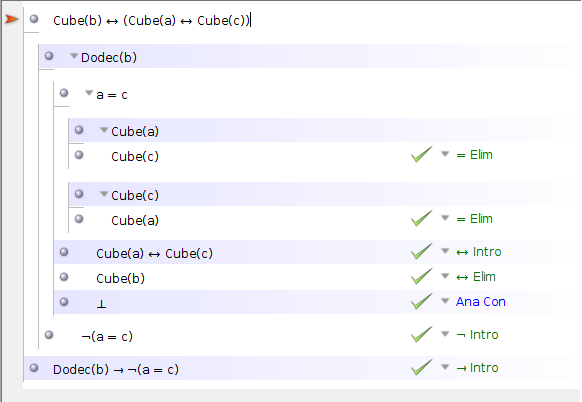 Cube(b) ↔ (Cube(a) ↔ Cube(c))
Dodec(b)
a = c
Cube(a)
Cube(c) = Elim
Cube(c)
Cube(a) = Elim
Cube(a) ↔ Cube(c) ↔ Intro
Cube(b) ↔ Elim
⊥ Ana Con
¬(a = c) ¬ Intro
Dodec(b) → ¬(a = c) → Intro